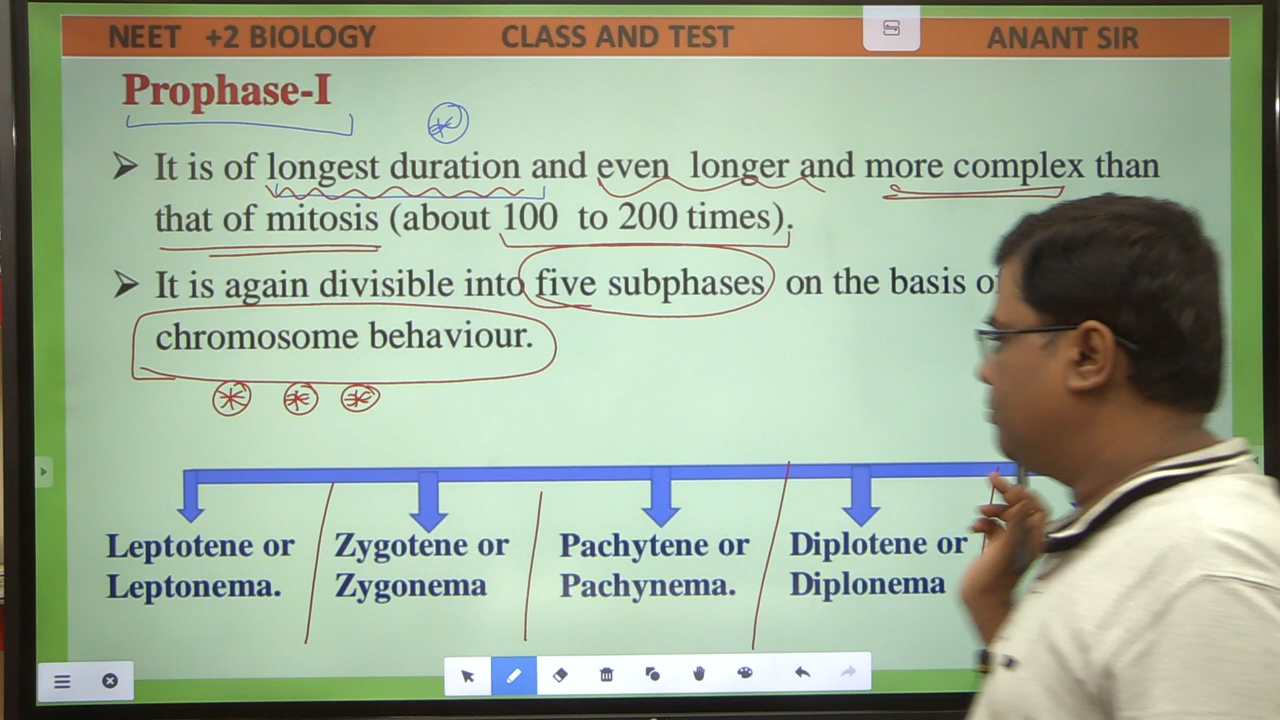 NEET +2 BIOLOGY CLASS AND TEST ANANT SIR
Prophase-I
➤ It is of longest duration and even longer and more complex than
that of mitosis (about 100 to 200 times).
➤ It is again divisible into five subphases on the basis of
chromosome behaviour.
Leptotene or Zygotene or Pachytene or Diplotene or
Leptonema. Zygonema Pachynema. Diplonema